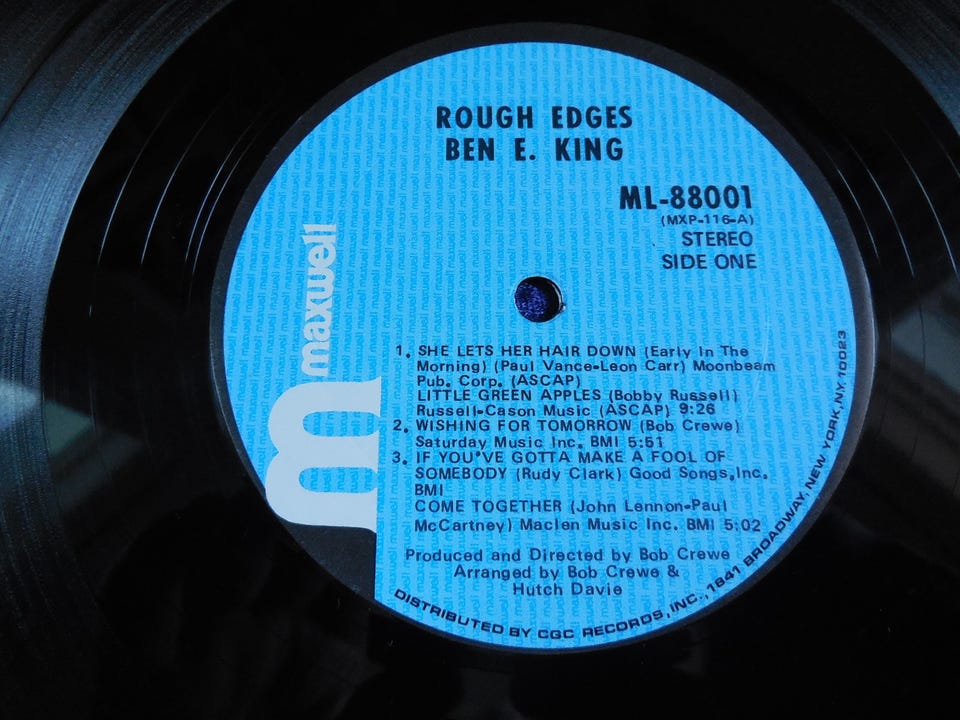 ROUGH EDGES
BEN E. KING
ML-88001
(MXP-116-A)
STEREO
SIDE ONE
maxwell
m
1. SHE LETS HER HAIR DOWN (Early In The
Morning) (Paul Vance-Leon Carr) Moonbeam
Pub. Corp. (ASCAP)
LITTLE GREEN APPLES (Bobby Russell)
Russell-Cason Music (ASCAP) 9:26
2. WISHING FOR TOMORROW (Bob Crewe)
Saturday Music Inc. BMI 5:51
3. IF YOU'VE GOTTA MAKE A FOOL OF
SOMEBODY (Rudy Clark) Good Songs, Inc.
BMI
COME TOGETHER (John Lennon-Paul
McCartney) Maclen Music Inc. BMI 5:02
Produced and Directed by Bob Crewe
Arranged by Bob Crewe &
Hutch Davie
DISTRIBUTED BY CGC RECORDS, INC., 1841 BROADWAY, NEW YORK, N.Y. 10023